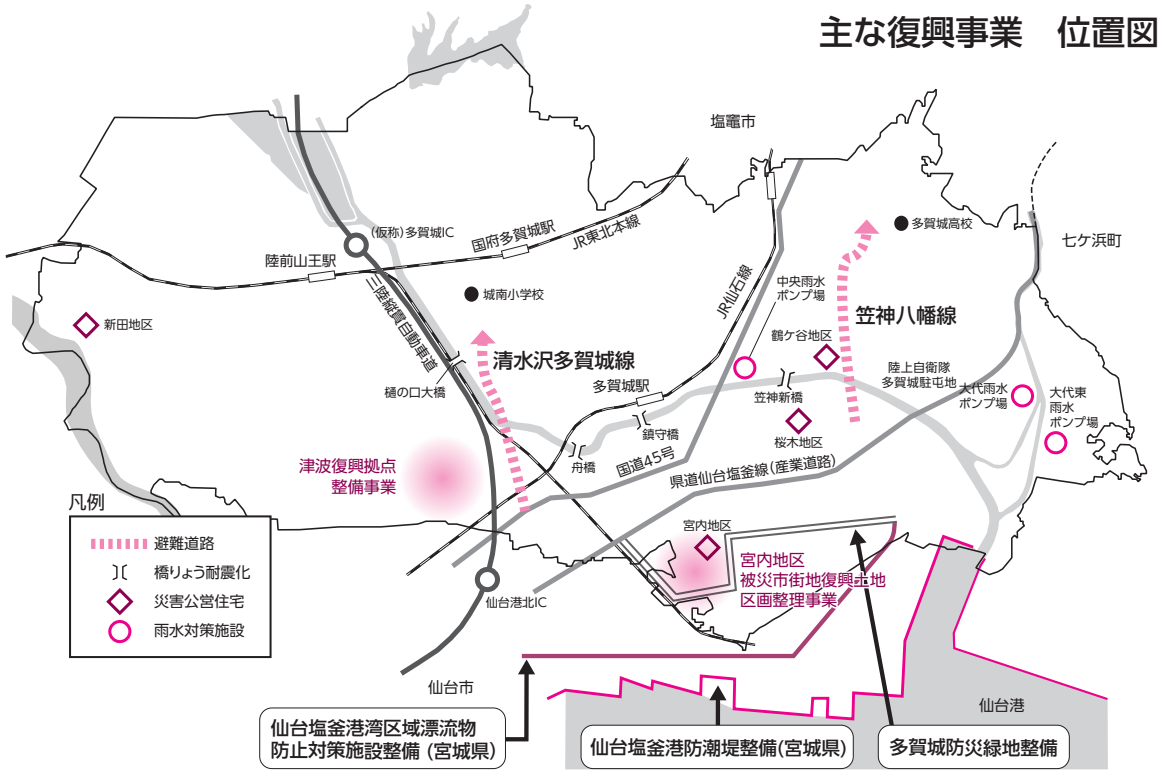 主な復興事業　位置図
塩竈市
(仮称)多賀城IC
国府多賀城駅
JR東北本線
陸前山王駅
多賀城高校
七ケ浜町
城南小学校
三陸縦貫自動車道
JR仙石線
中央雨水
ポンプ場
新田地区
笠神八幡線
鶴ケ谷地区
清水沢多賀城線
樋の口大橋
多賀城駅
笠神新橋
陸上自衛隊
多賀城駐屯地
大代雨水
ポンプ場
大代東
雨水
ポンプ場
鎮守橋
桜木地区
舟橋
国道45号
県道仙台塩釜線(産業道路)
津波復興拠点
整備事業
凡例
避難道路
橋りょう耐震化
災害公営住宅
雨水対策施設
宮内地区
宮内地区
被災市街地復興土地
区画整理事業
仙台港北IC
仙台市
仙台港
仙台塩釜港湾区域漂流物
防止対策施設整備 (宮城県)
仙台塩釜港防潮堤整備(宮城県)
多賀城防災緑地整備